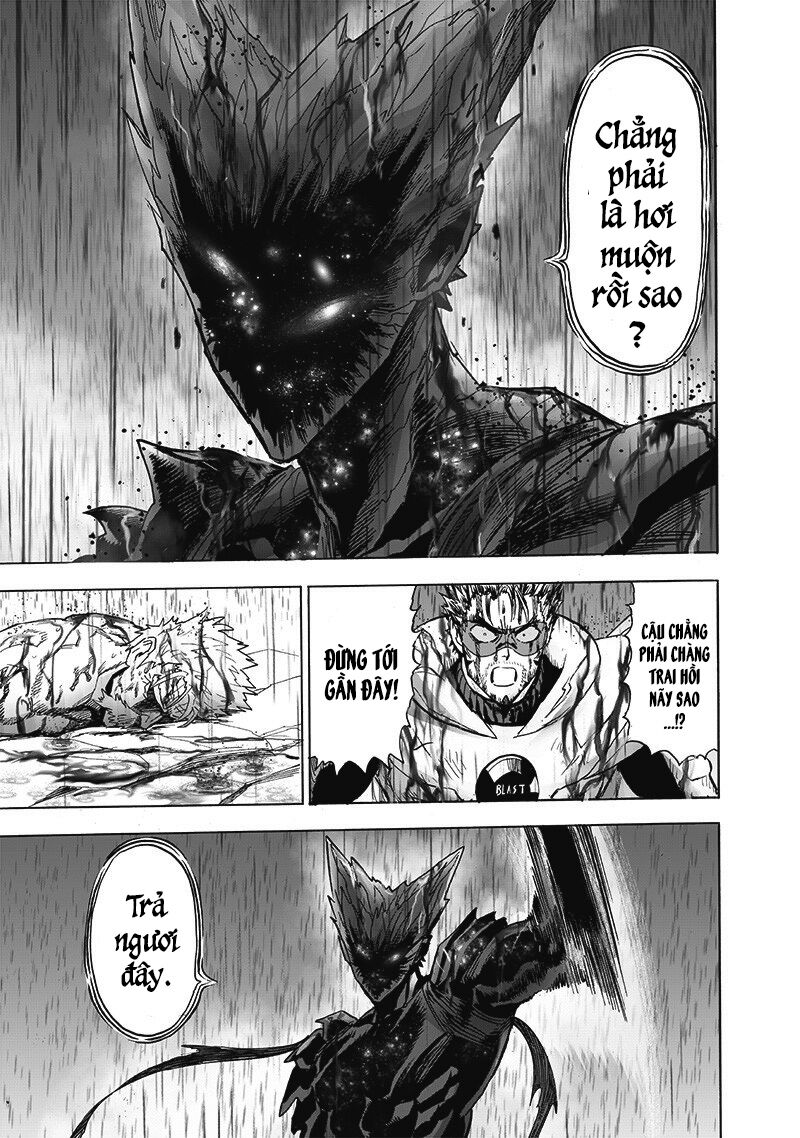 Chẳng
phải
là hơi
muộn
rồi sao
?
CẬU CHẲNG
PHẢI CHÀNG
TRAI HỒI
NÃY SAO
...!?
ĐỪNG TỚI
GẦN ĐÂY!
BLAST
Trả
ngươi
đây.